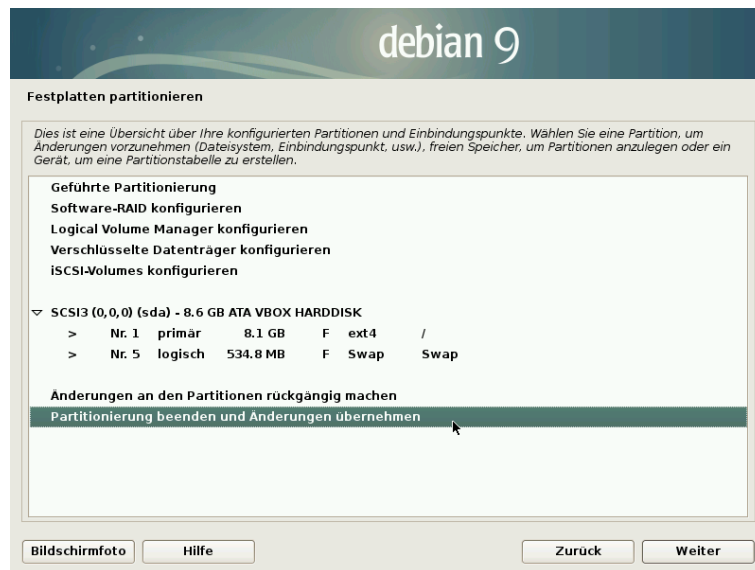 debian 9
Festplatten partitionieren
Dies ist eine Übersicht über Ihre konfigurierten Partitionen und Einbindungspunkte. Wählen Sie eine Partition, um
Änderungen vorzunehmen (Dateisystem, Einbindungspunkt, usw.), freien Speicher, um Partitionen anzulegen oder ein
Gerät, um eine Partitionstabelle zu erstellen.
Geführte Partitionierung
Software-RAID konfigurieren
Logical Volume Manager konfigurieren
Verschlüsselte Datenträger konfigurieren
iSCSI-Volumes konfigurieren
SCSI3 (0,0,0) (sda) - 8.6 GB ATA VBOX HARDDISK
> Nr. 1 primär 8.1 GB F ext4 /
> Nr. 5 logisch 534.8 MB F Swap Swap
Änderungen an den Partitionen rückgängig machen
Partitionierung beenden und Änderungen übernehmen
Bildschirmfoto Hilfe Zurück Weiter